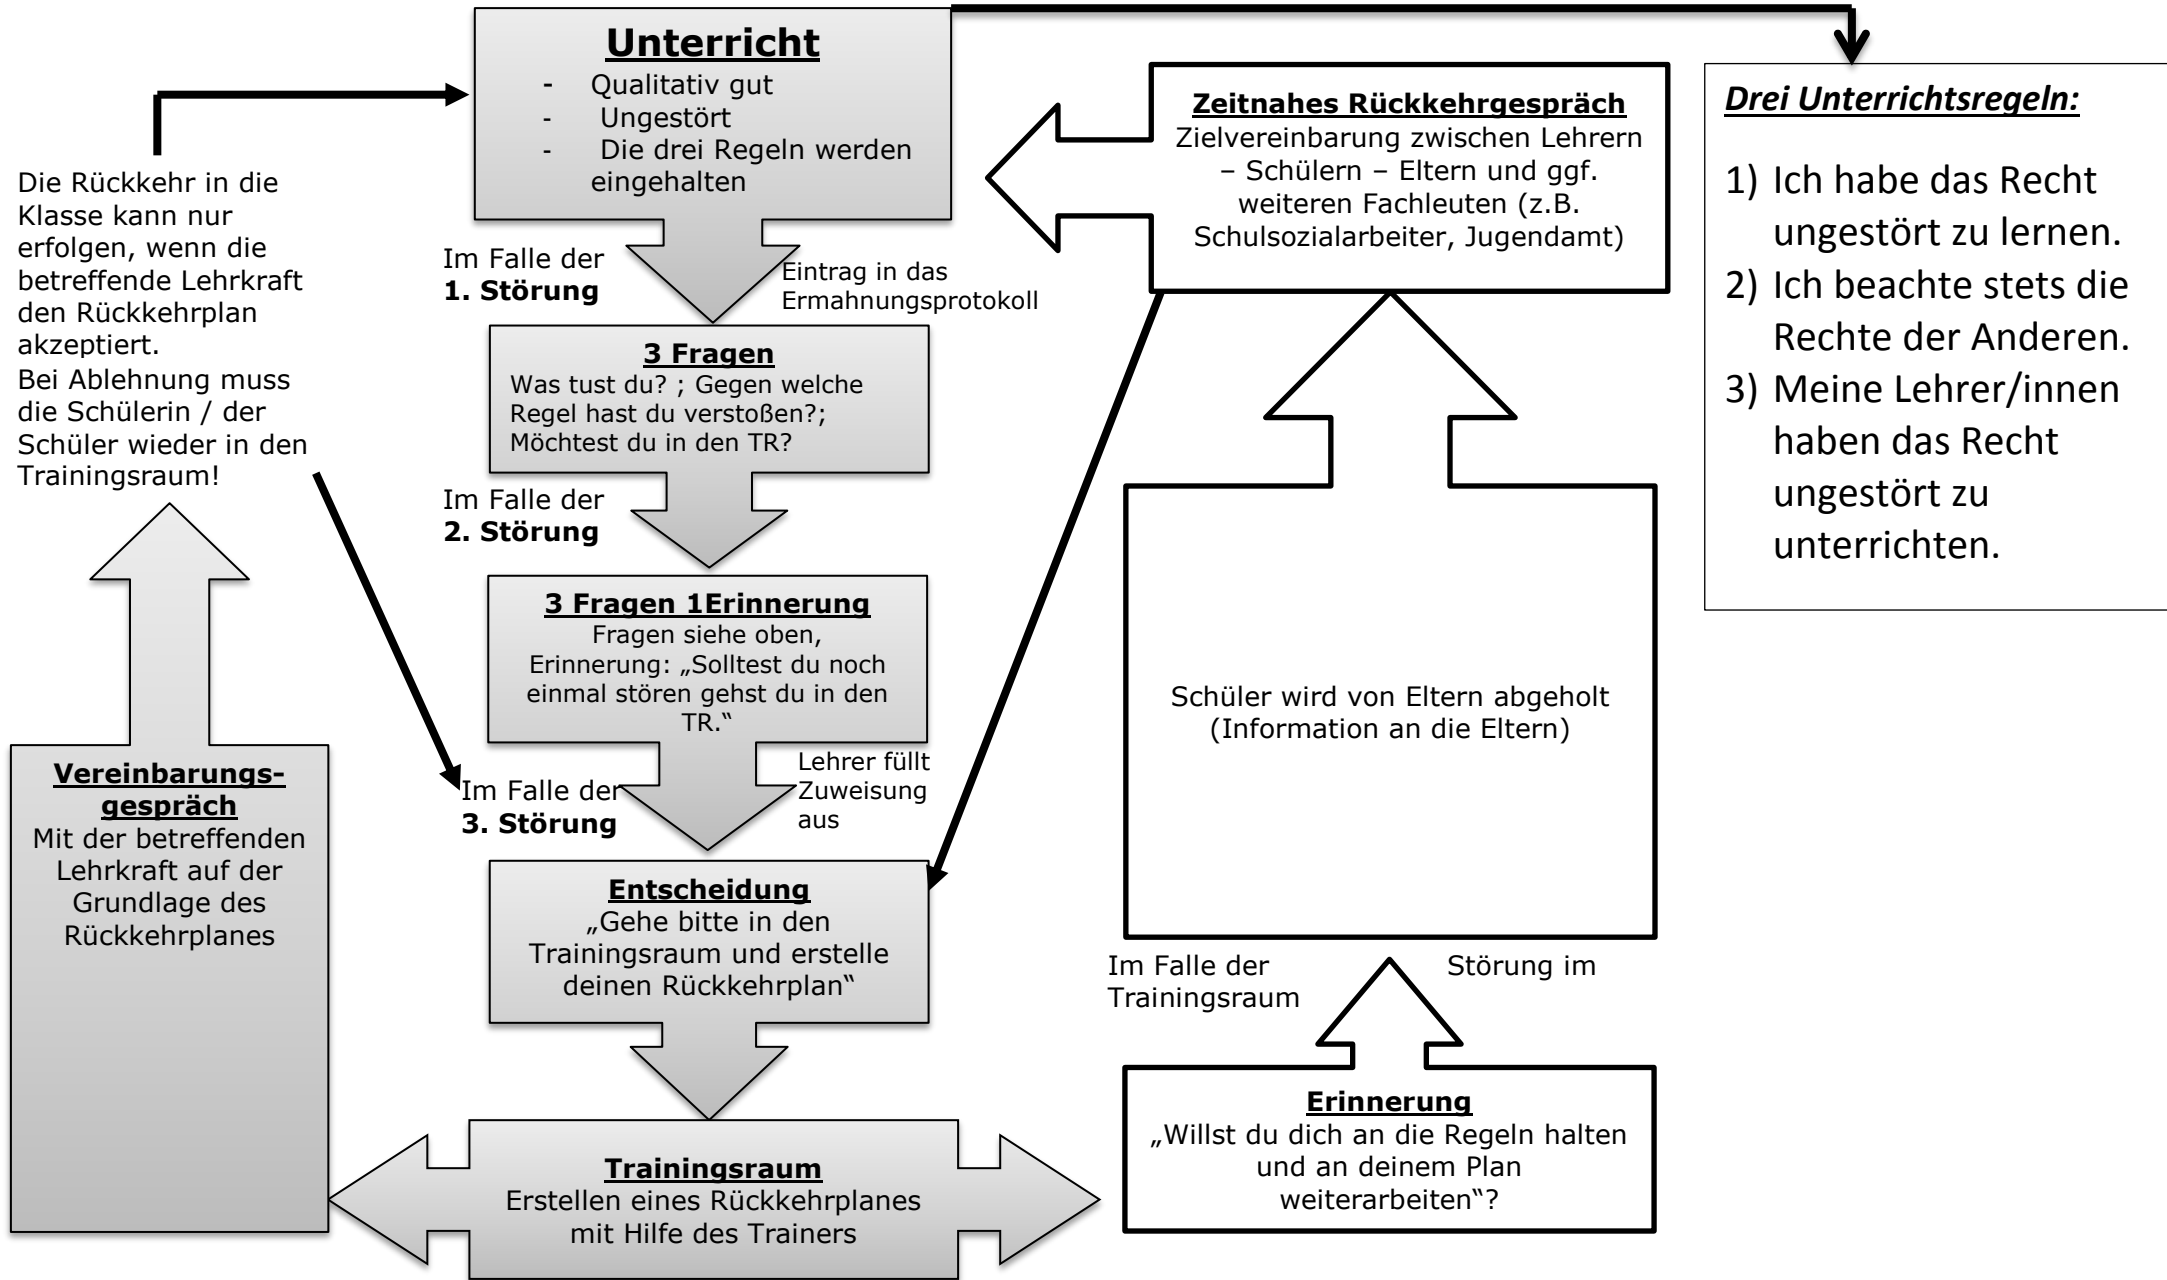 Unterricht
- Qualitativ gut
- Ungestört
- Die drei Regeln werden
eingehalten
Im Falle der
1. Störung
Eintrag in das
Ermahnungsprotokoll
3 Fragen
Was tust du? ; Gegen welche
Regel hast du verstoßen?;
Möchtest du in den TR?
Im Falle der
2. Störung
3 Fragen 1Erinnerung
Fragen siehe oben,
Erinnerung: „Solltest du noch
einmal stören gehst du in den
TR.“
Im Falle der
3. Störung
Lehrer füllt
Zuweisung
aus
Entscheidung
„Gehe bitte in den
Trainingsraum und erstelle
deinen Rückkehrplan“
Trainingsraum
Erstellen eines Rückkehrplanes
mit Hilfe des Trainers
Vereinbarungs-
gespräch
Mit der betreffenden
Lehrkraft auf der
Grundlage des
Rückkehrplanes
Die Rückkehr in die
Klasse kann nur
erfolgen, wenn die
betreffende Lehrkraft
den Rückkehrplan
akzeptiert.
Bei Ablehnung muss
die Schülerin / der
Schüler wieder in den
Trainingsraum!
Erinnerung
„Willst du dich an die Regeln halten
und an deinem Plan
weiterarbeiten“?
Im Falle der Störung im
Trainingsraum
Schüler wird von Eltern abgeholt
(Information an die Eltern)
Zeitnahes Rückkehrgespräch
Zielvereinbarung zwischen Lehrern
– Schülern – Eltern und ggf.
weiteren Fachleuten (z.B.
Schulsozialarbeiter, Jugendamt)
Drei Unterrichtsregeln:
1) Ich habe das Recht
ungestört zu lernen.
2) Ich beachte stets die
Rechte der Anderen.
3) Meine Lehrer/innen
haben das Recht
ungestört zu
unterrichten.